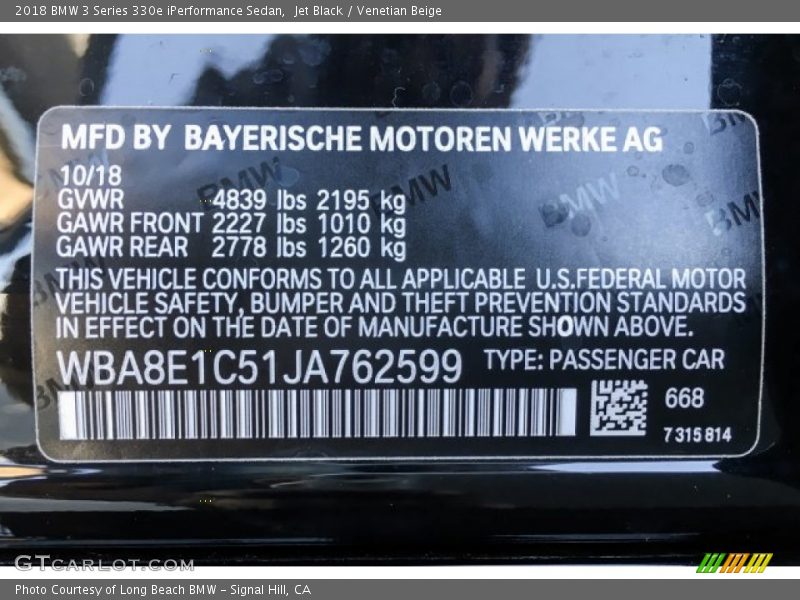 2018 BMW 3 Series 330e iPerformance Sedan,  Jet Black / Venetian Beige
MFD BY BAYERISCHE MOTOREN WERKE AG
10/18
GVWR 4839 lbs 2195 kg
GAWR FRONT 2227 lbs 1010 kg
GAWR REAR 2778 lbs 1260 kg
THIS VEHICLE CONFORMS TO ALL APPLICABLE U.S.FEDERAL MOTOR
VEHICLE SAFETY, BUMPER AND THEFT PREVENTION STANDARDS
IN EFFECT ON THE DATE OF MANUFACTURE SHOWN ABOVE.
WBA8E1C51JA762599 TYPE: PASSENGER CAR
668
7 315 814
GTCARLOT.COM
Photo Courtesy of Long Beach BMW – Signal Hill, CA